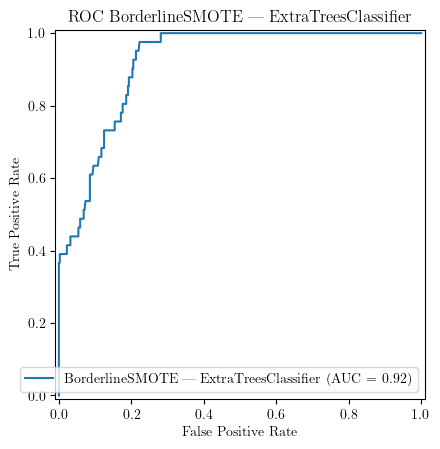 ROC BorderlineSMOTE — ExtraTreesClassifier
1.0
0.8
0.6
0.4
0.2
0.0
True Positive Rate
BorderlineSMOTE — ExtraTreesClassifier (AUC = 0.92)
0.0 0.2 0.4 0.6 0.8 1.0
False Positive Rate